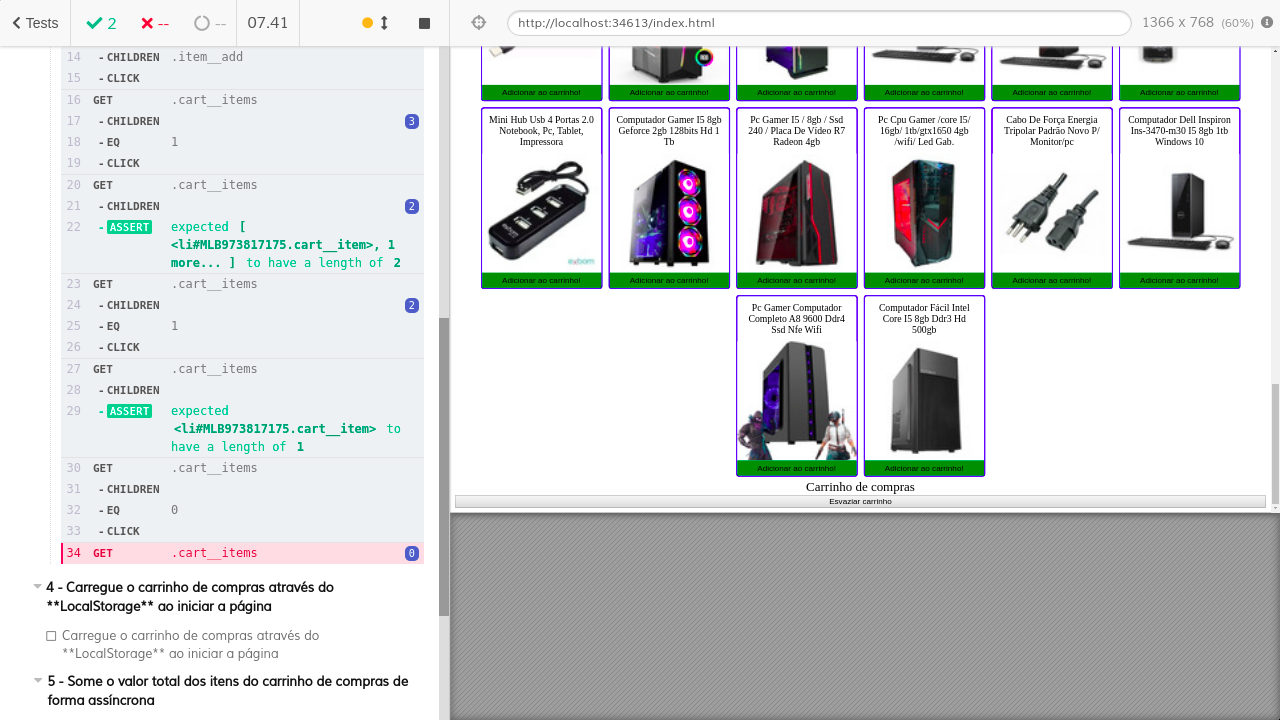 Tests
2
--
--
07.41
http://localhost:34613/index.html
1366 x 768 (60%)
14 - CHILDREN .item__add
15 - CLICK
16 GET .cart__items
17 - CHILDREN 3
18 - EQ 1
19 - CLICK
20 GET .cart__items
21 - CHILDREN 2
22 - ASSERT expected [
<li#MLB973817175.cart__item>, 1
more... ] to have a length of 2
23 GET .cart__items
24 - CHILDREN 2
25 - EQ 1
26 - CLICK
27 GET .cart__items
28 - CHILDREN
29 - ASSERT expected
<li#MLB973817175.cart__item> to
have a length of 1
30 GET .cart__items
31 - CHILDREN
32 - EQ 0
33 - CLICK
34 GET .cart__items 0
4 - Carregue o carrinho de compras através do
**LocalStorage** ao iniciar a página
Carregue o carrinho de compras através do
**LocalStorage** ao iniciar a página
5 - Some o valor total dos itens do carrinho de compras de
forma assíncrona
Adicionar ao carrinho!
Adicionar ao carrinho!
Adicionar ao carrinho!
Adicionar ao carrinho!
Adicionar ao carrinho!
Adicionar ao carrinho!
Mini Hub Usb 4 Portas 2.0
Notebook, Pc, Tablet,
Impressora
exbom
Adicionar ao carrinho!
Computador Gamer I5 8gb
Geforce 2gb 128bits Hd 1
Tb
Adicionar ao carrinho!
Pc Gamer I5 / 8gb / Ssd
240 / Placa De Vídeo R7
Radeon 4gb
Adicionar ao carrinho!
Pc Cpu Gamer /core I5/
16gb/ 1tb/gtx1650 4gb
/wifi/ Led Gab.
Adicionar ao carrinho!
Cabo De Força Energia
Tripolar Padrão Novo P/
Monitor/pc
Adicionar ao carrinho!
Computador Dell Inspiron
Ins-3470-m30 I5 8gb 1tb
Windows 10
Adicionar ao carrinho!
Pc Gamer Computador
Completo A8 9600 Ddr4
Ssd Nfe Wifi
Adicionar ao carrinho!
Computador Fácil Intel
Core I5 8gb Ddr3 Hd
500gb
Adicionar ao carrinho!
Carrinho de compras
Esvaziar carrinho